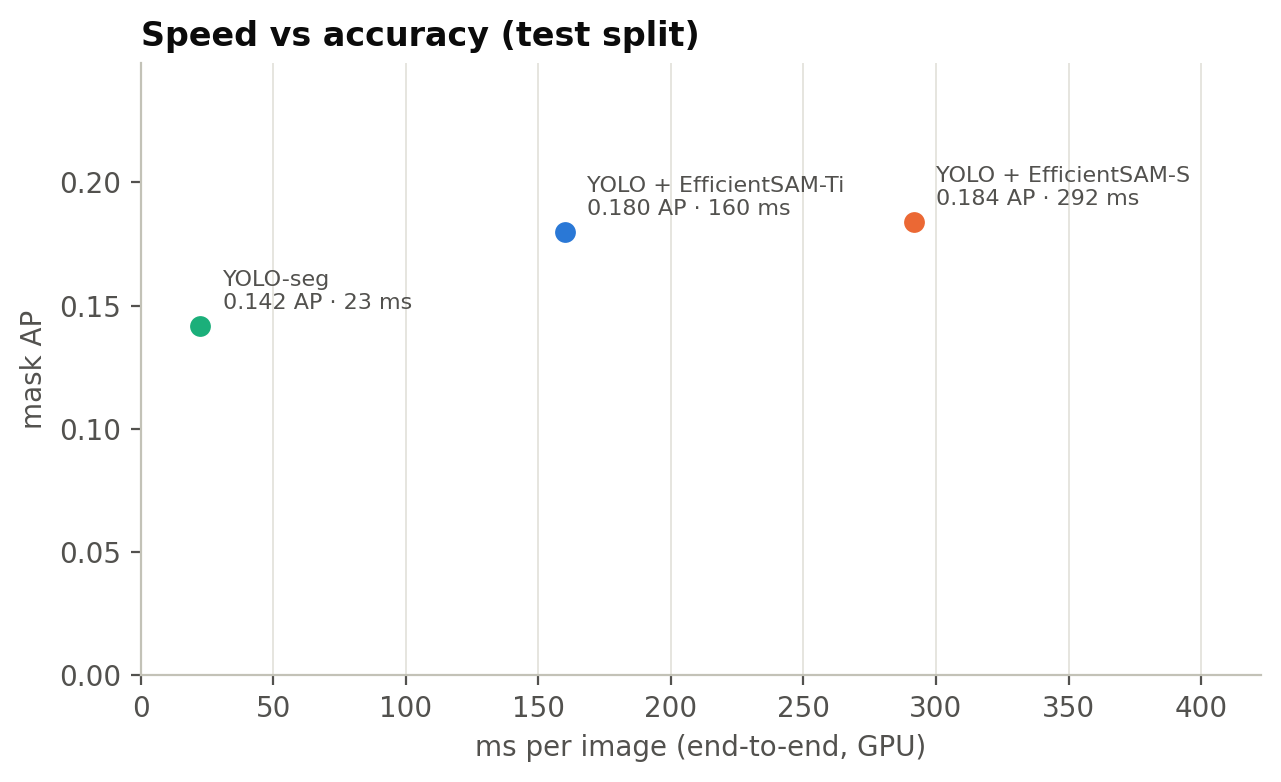 Speed vs accuracy (test split)
mask AP
0.20
0.15
0.10
0.05
0.00
YOLO-seg
0.142 AP · 23 ms
YOLO + EfficientSAM-Ti
0.180 AP · 160 ms
YOLO + EfficientSAM-S
0.184 AP · 292 ms
0 50 100 150 200 250 300 350 400
ms per image (end-to-end, GPU)